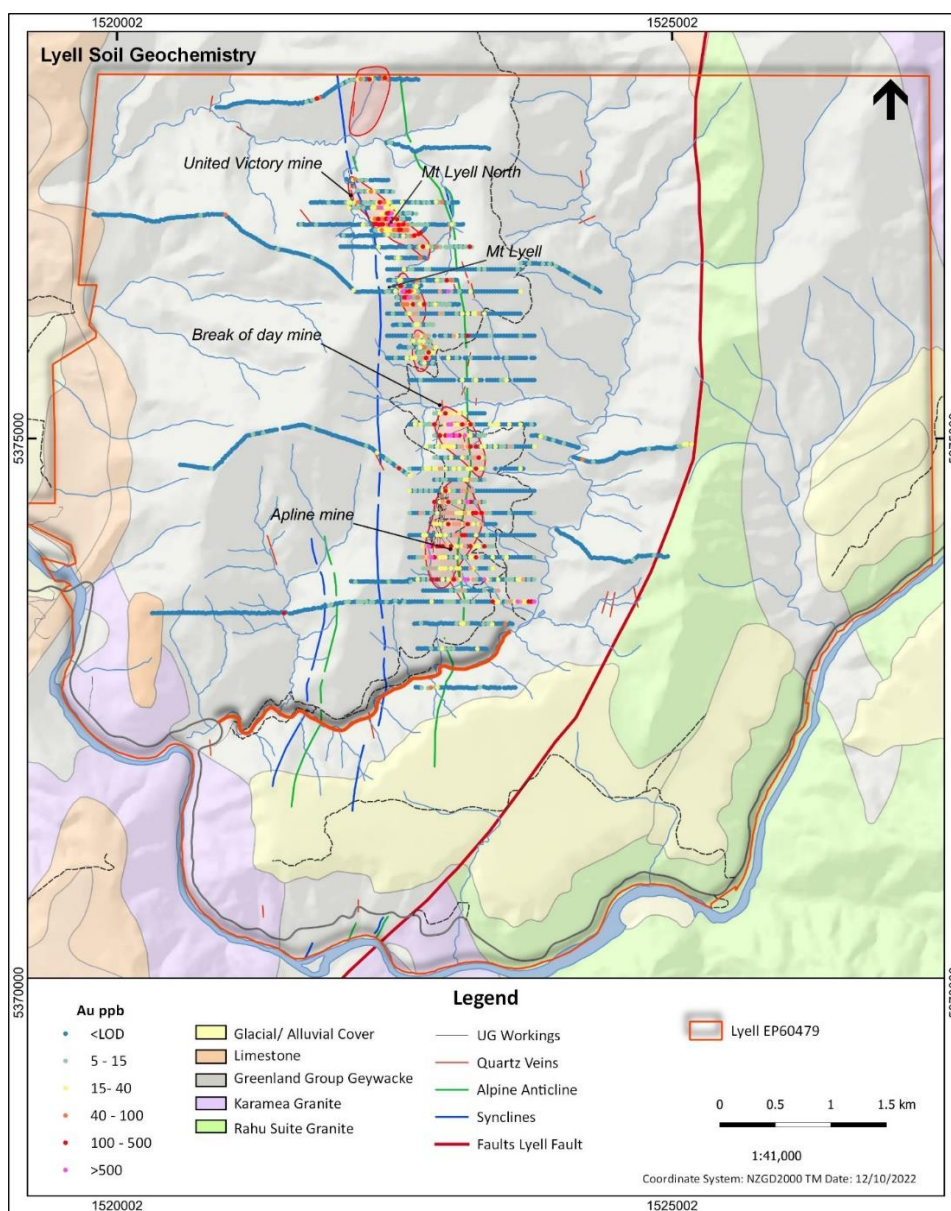 1520002 1525002
Lyell Soil Geochemistry
United Victory mine
Mt Lyell North
Mt Lyell
Break of day mine
5375000
Apline mine
5370000
Au ppb
<LOD
5 - 15
15- 40
40 - 100
100 - 500
>500
Legend
Glacial/ Alluvial Cover
Limestone
Greenland Group Geywacke
Karamea Granite
Rahu Suite Granite
UG Workings
Quartz Veins
Alpine Anticline
Synclines
Faults Lyell Fault
Lyell EP60479
0 0.5 1 1.5 km
1:41,000
Coordinate System: NZGD2000 TM Date: 12/10/2022
1520002 1525002